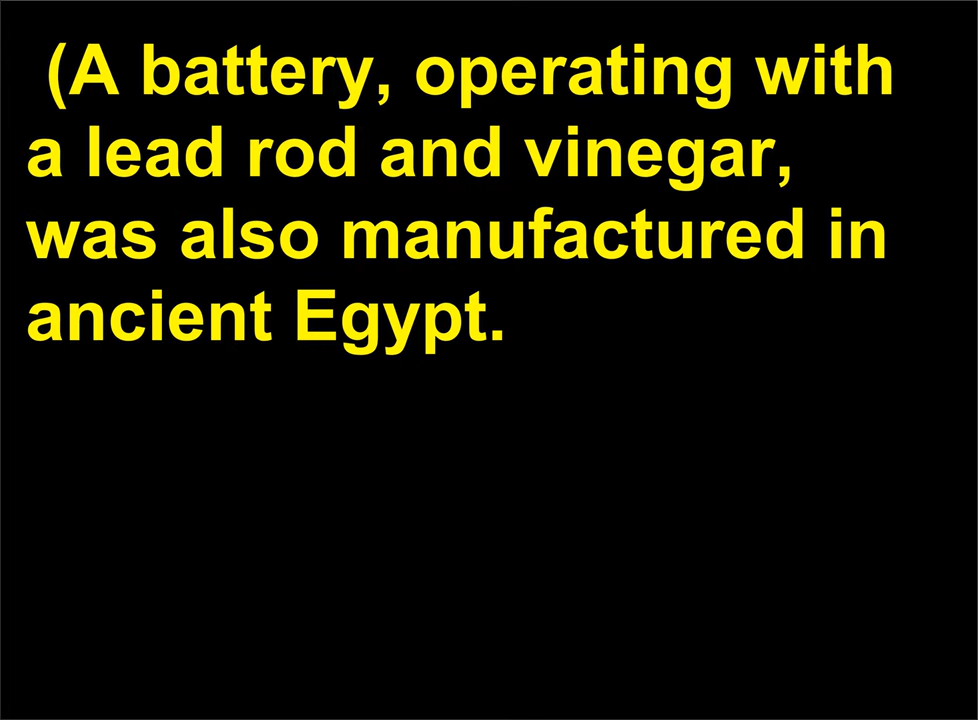 (A battery, operating with
a lead rod and vinegar,
was also manufactured in
ancient Egypt.